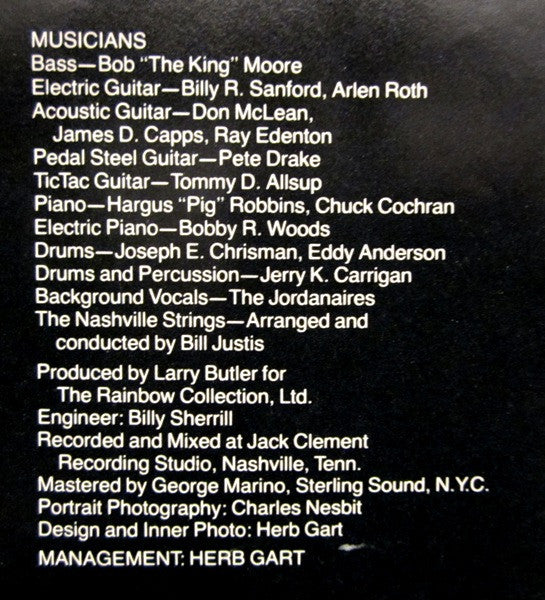 MUSICIANS
Bass—Bob "The King" Moore
Electric Guitar—Billy R. Sanford, Arlen Roth
Acoustic Guitar—Don McLean,
James D. Capps, Ray Edenton
Pedal Steel Guitar—Pete Drake
TicTac Guitar—Tommy D. Allsup
Piano—Hargus "Pig" Robbins, Chuck Cochran
Electric Piano—Bobby R. Woods
Drums—Joseph E. Chrisman, Eddy Anderson
Drums and Percussion—Jerry K. Carrigan
Background Vocals—The Jordanaires
The Nashville Strings—Arranged and
conducted by Bill Justis
Produced by Larry Butler for
The Rainbow Collection, Ltd.
Engineer: Billy Sherrill
Recorded and Mixed at Jack Clement
Recording Studio, Nashville, Tenn.
Mastered by George Marino, Sterling Sound, N.Y.C.
Portrait Photography: Charles Nesbit
Design and Inner Photo: Herb Gart
MANAGEMENT: HERB GART